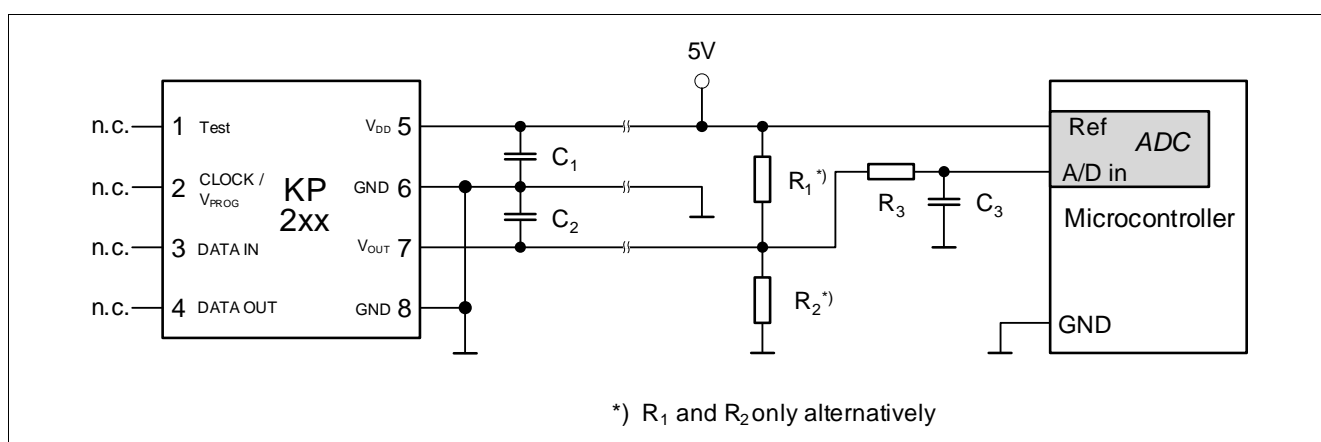 5V
n.c. 1 Test
n.c. 2 CLOCK / VPROG
n.c. 3 DATA IN
n.c. 4 DATA OUT
KP
2xx
VDD 5
GND 6
VOUT 7
GND 8
C1
C2
R1*)
R2*)
R3
C3
Ref
ADC
A/D in
Microcontroller
GND
*) R1 and R2 only alternatively